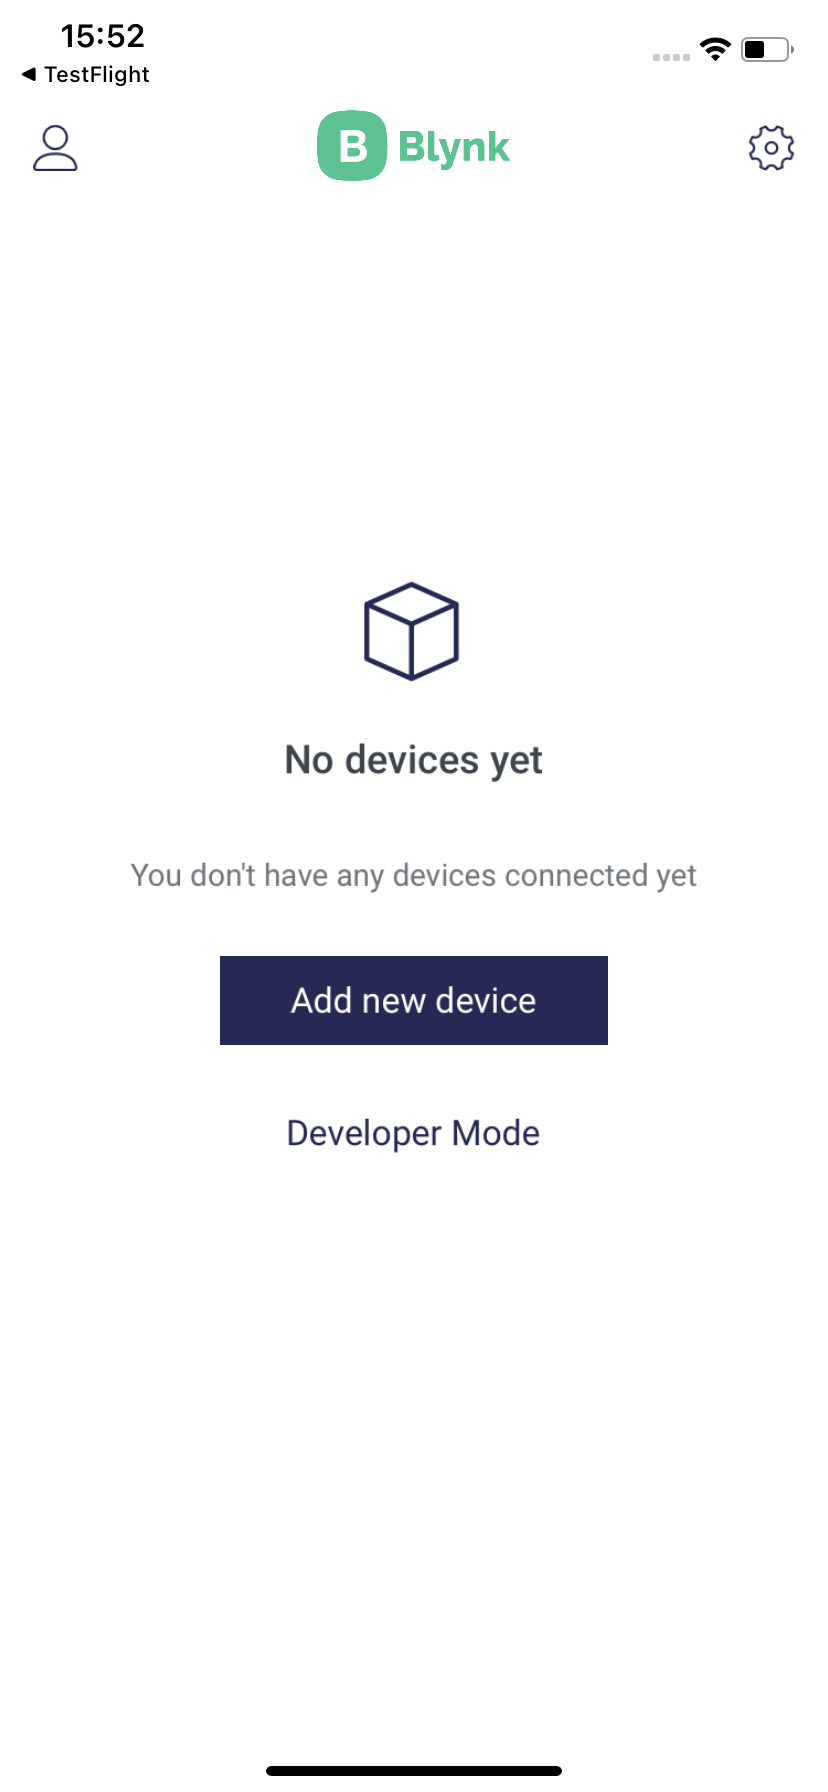 15:52
◀ TestFlight
B Blynk
No devices yet
You don't have any devices connected yet
Add new device
Developer Mode